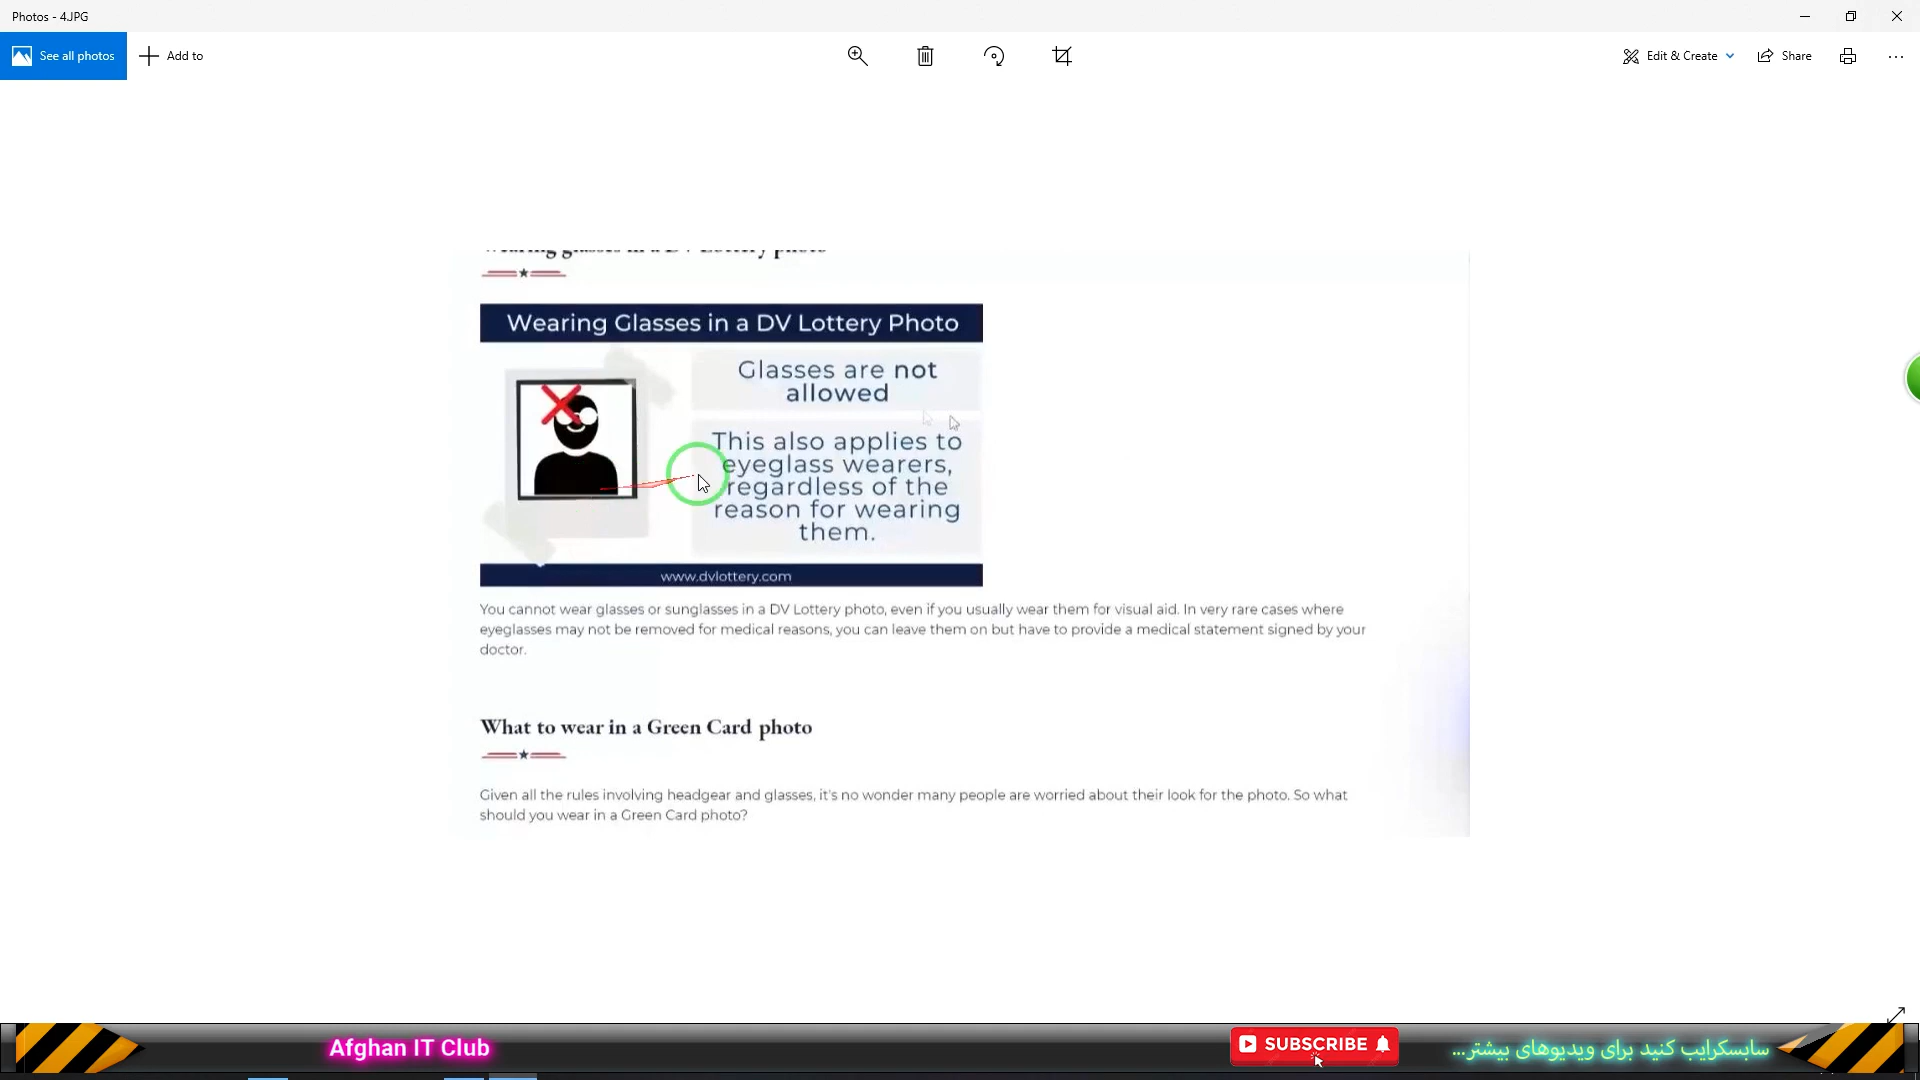 Photos - 4.JPG
See all photos
Add to
Edit & Create
Share
Wearing glasses in a DV Lottery photo
Wearing Glasses in a DV Lottery Photo
Glasses are not
allowed
This also applies to
eyeglass wearers,
regardless of the
reason for wearing
them.
www.dvlottery.com
You cannot wear glasses or sunglasses in a DV Lottery photo, even if you usually wear them for visual aid. In very rare cases where
eyeglasses may not be removed for medical reasons, you can leave them on but have to provide a medical statement signed by your
doctor.
What to wear in a Green Card photo
Given all the rules involving headgear and glasses, it's no wonder many people are worried about their look for the photo. So what
should you wear in a Green Card photo?
Afghan IT Club
SUBSCRIBE
سابسکرایب کنید برای ویدیوهای بیشتر...